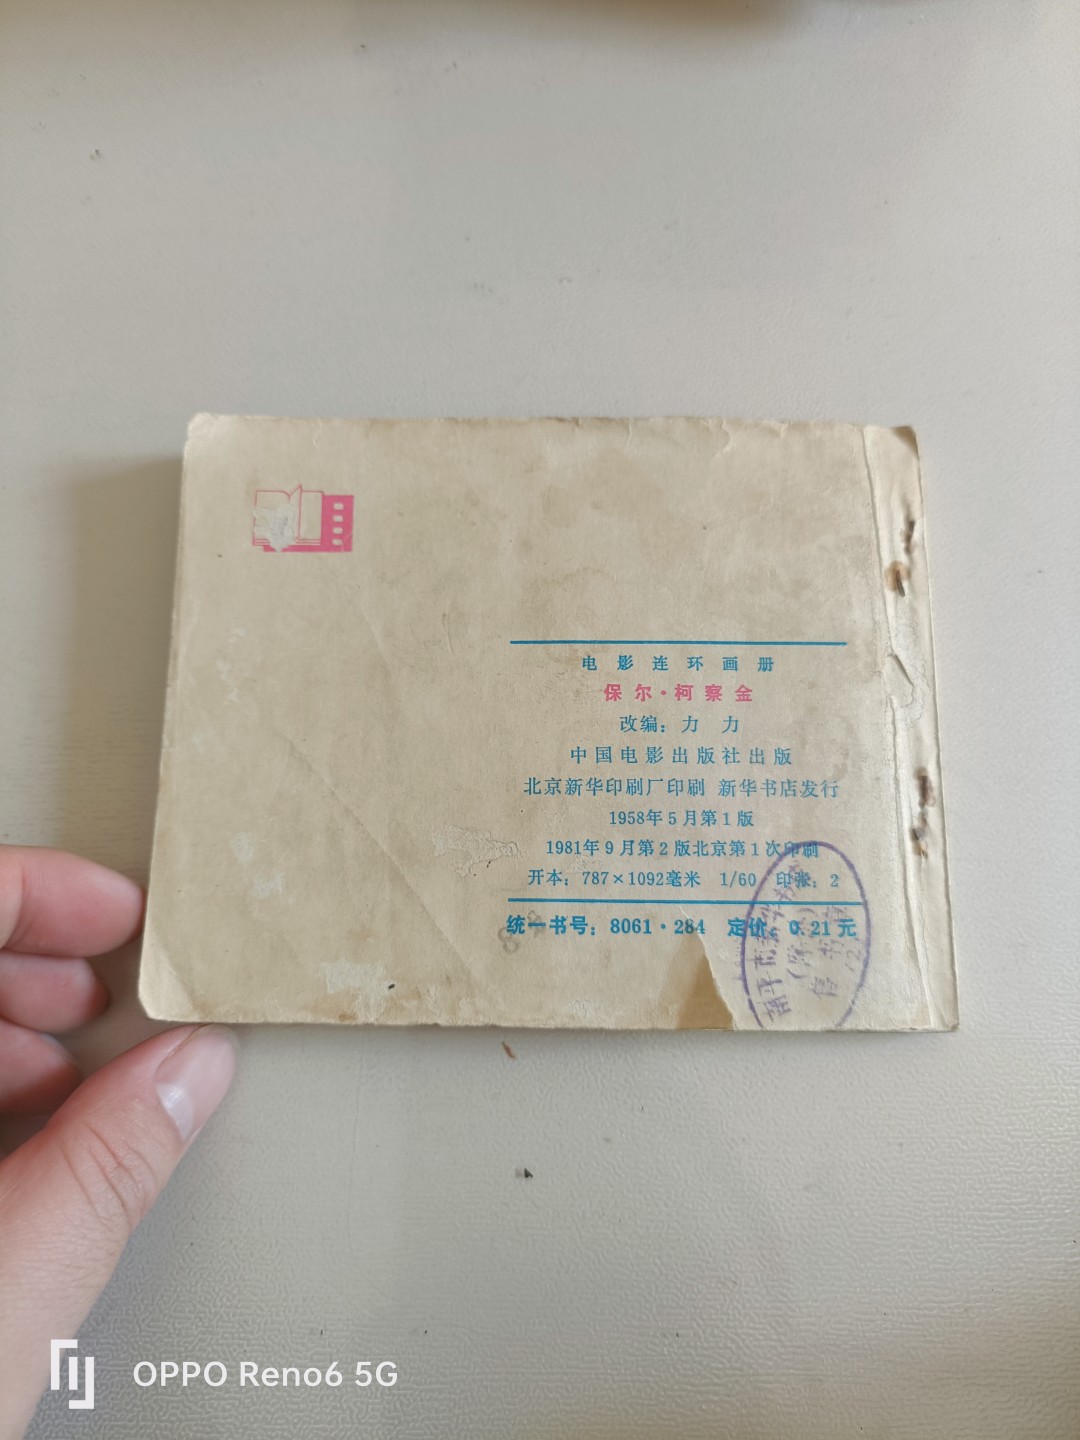 电影连环画册
保尔·柯察金
改编：力 力
中国电影出版社出版
北京新华印刷厂印刷 新华书店发行
1958年5月第1版
1981年9月第2版北京第1次印刷
开本：787×1092毫米 1/60 印张：2
统一书号：8061·284 定价 0.21元
OPPO Reno6 5G